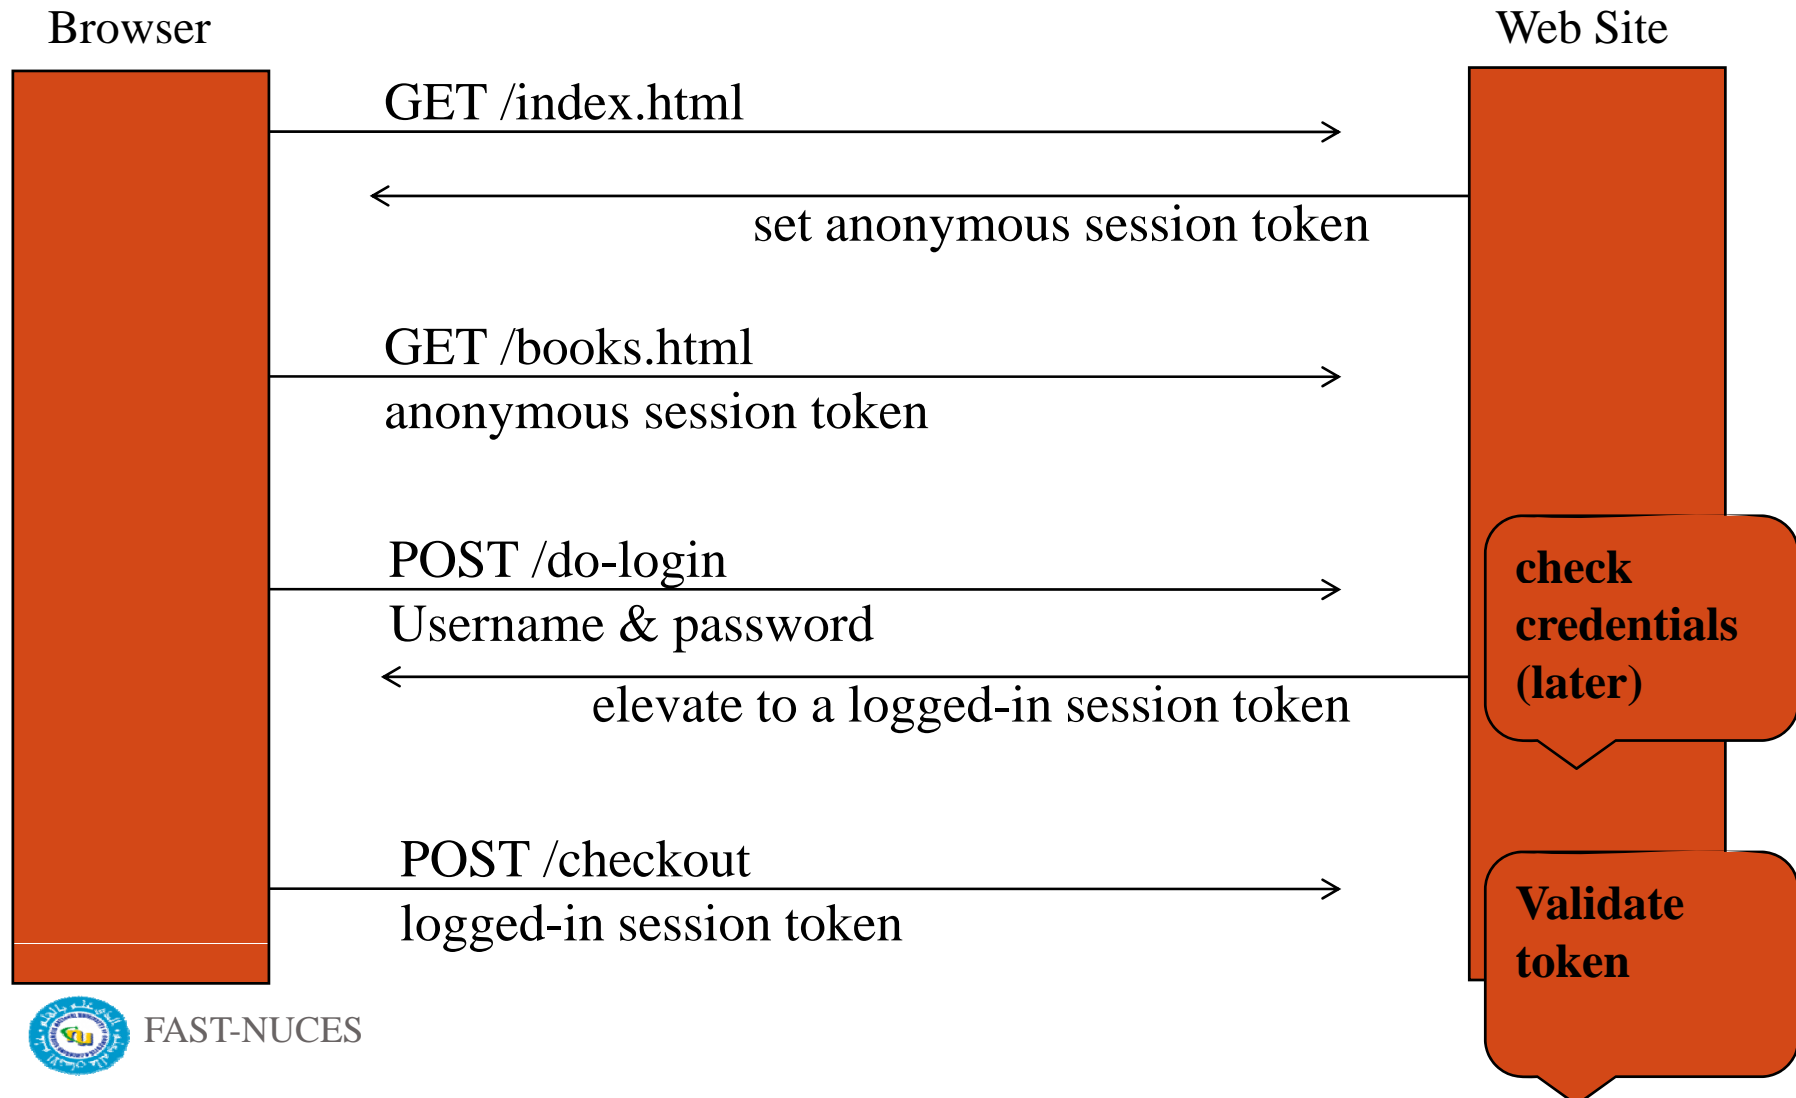 Browser
Web Site
GET /index.html
set anonymous session token
GET /books.html
anonymous session token
POST /do-login
Username & password
check
credentials
(later)
elevate to a logged-in session token
POST /checkout
logged-in session token
Validate
token
FAST-NUCES